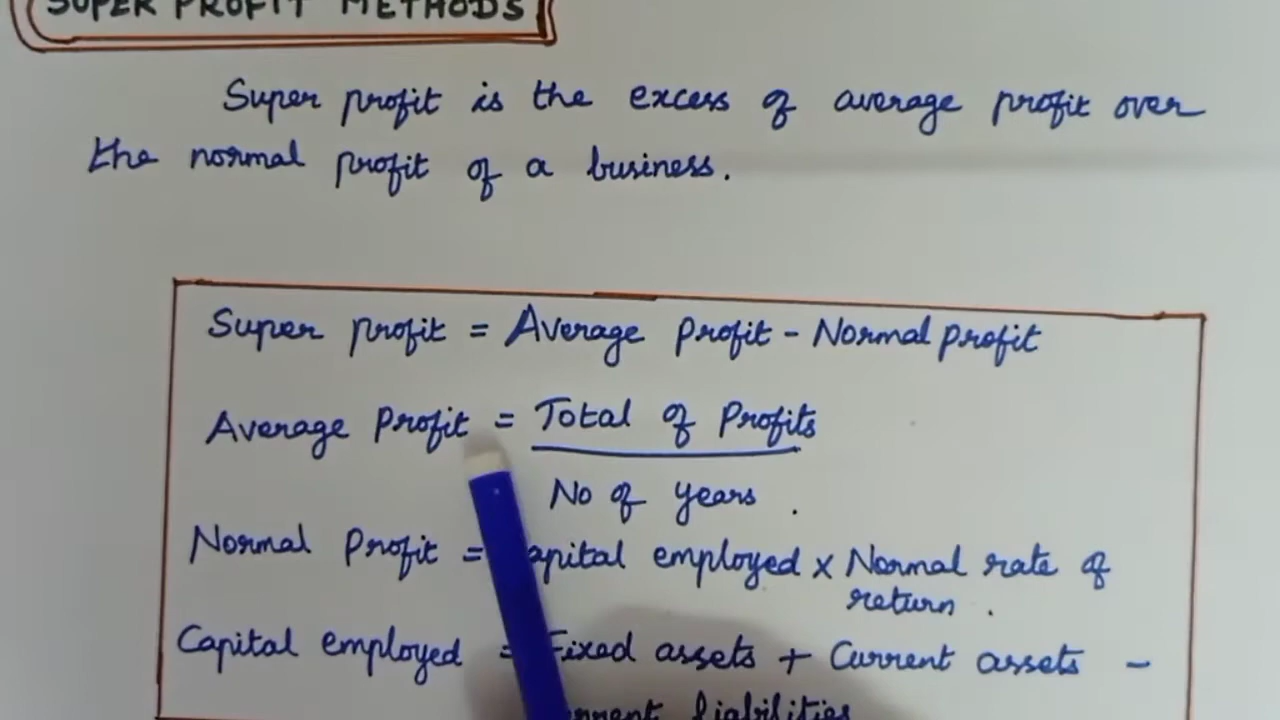 SUPER PROFIT METHODS
Super profit is the excess of average profit over
the normal profit of a business.
Super profit = Average profit - Normal profit
Average Profit = Total of Profits
No of years .
Normal Profit = apital employed x Normal rate of
return .
Capital employed = Fixed assets + Current assets -
liabilities